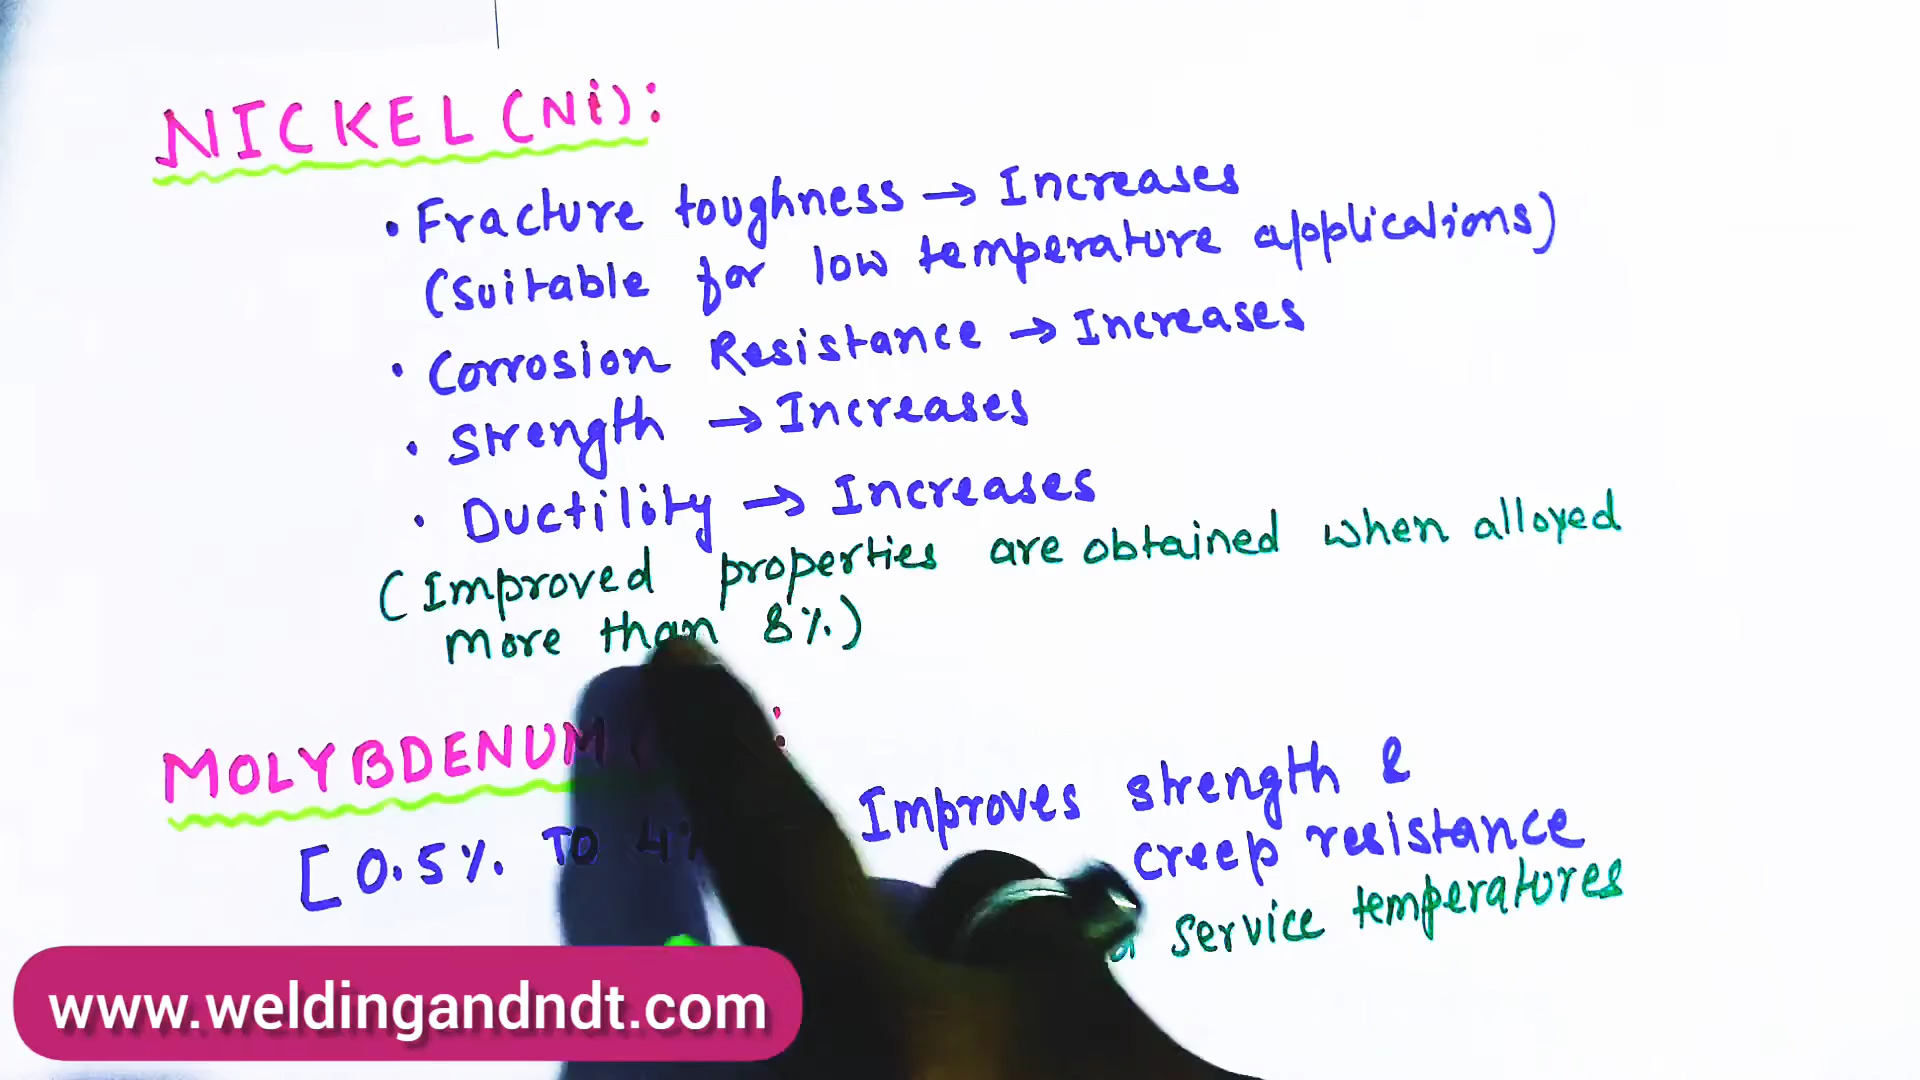 NICKEL (Ni):
• Fracture toughness → Increases
(Suitable for low temperature applications)
• Corrosion Resistance → Increases
• Strength → Increases
• Ductility → Increases
(Improved properties are obtained when alloyed
more than 8%)
MOLYBDENUM :
[0.5% TO 4%
Improves strength &
creep resistance
service temperatures
www.weldingandndt.com